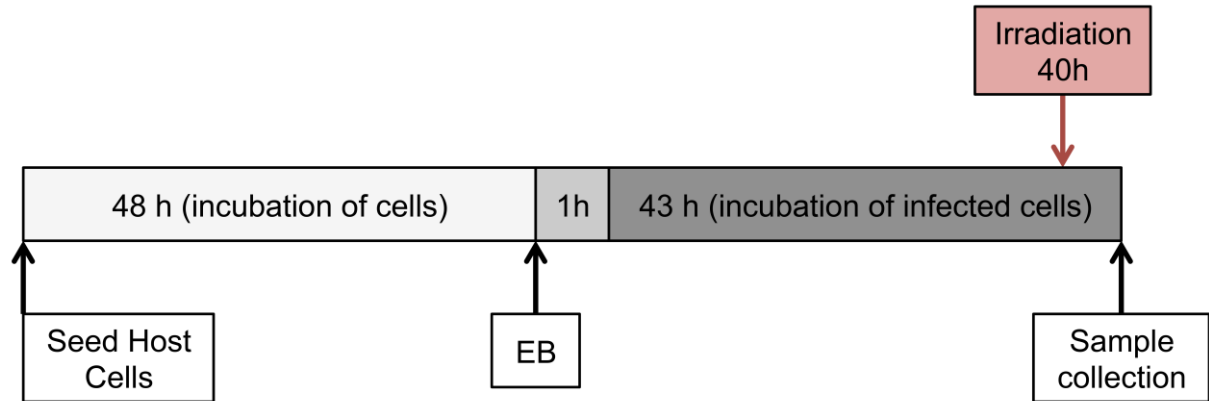 Irradiation
40h
48 h (incubation of cells)
1h
43 h (incubation of infected cells)
Seed Host
Cells
EB
Sample
collection